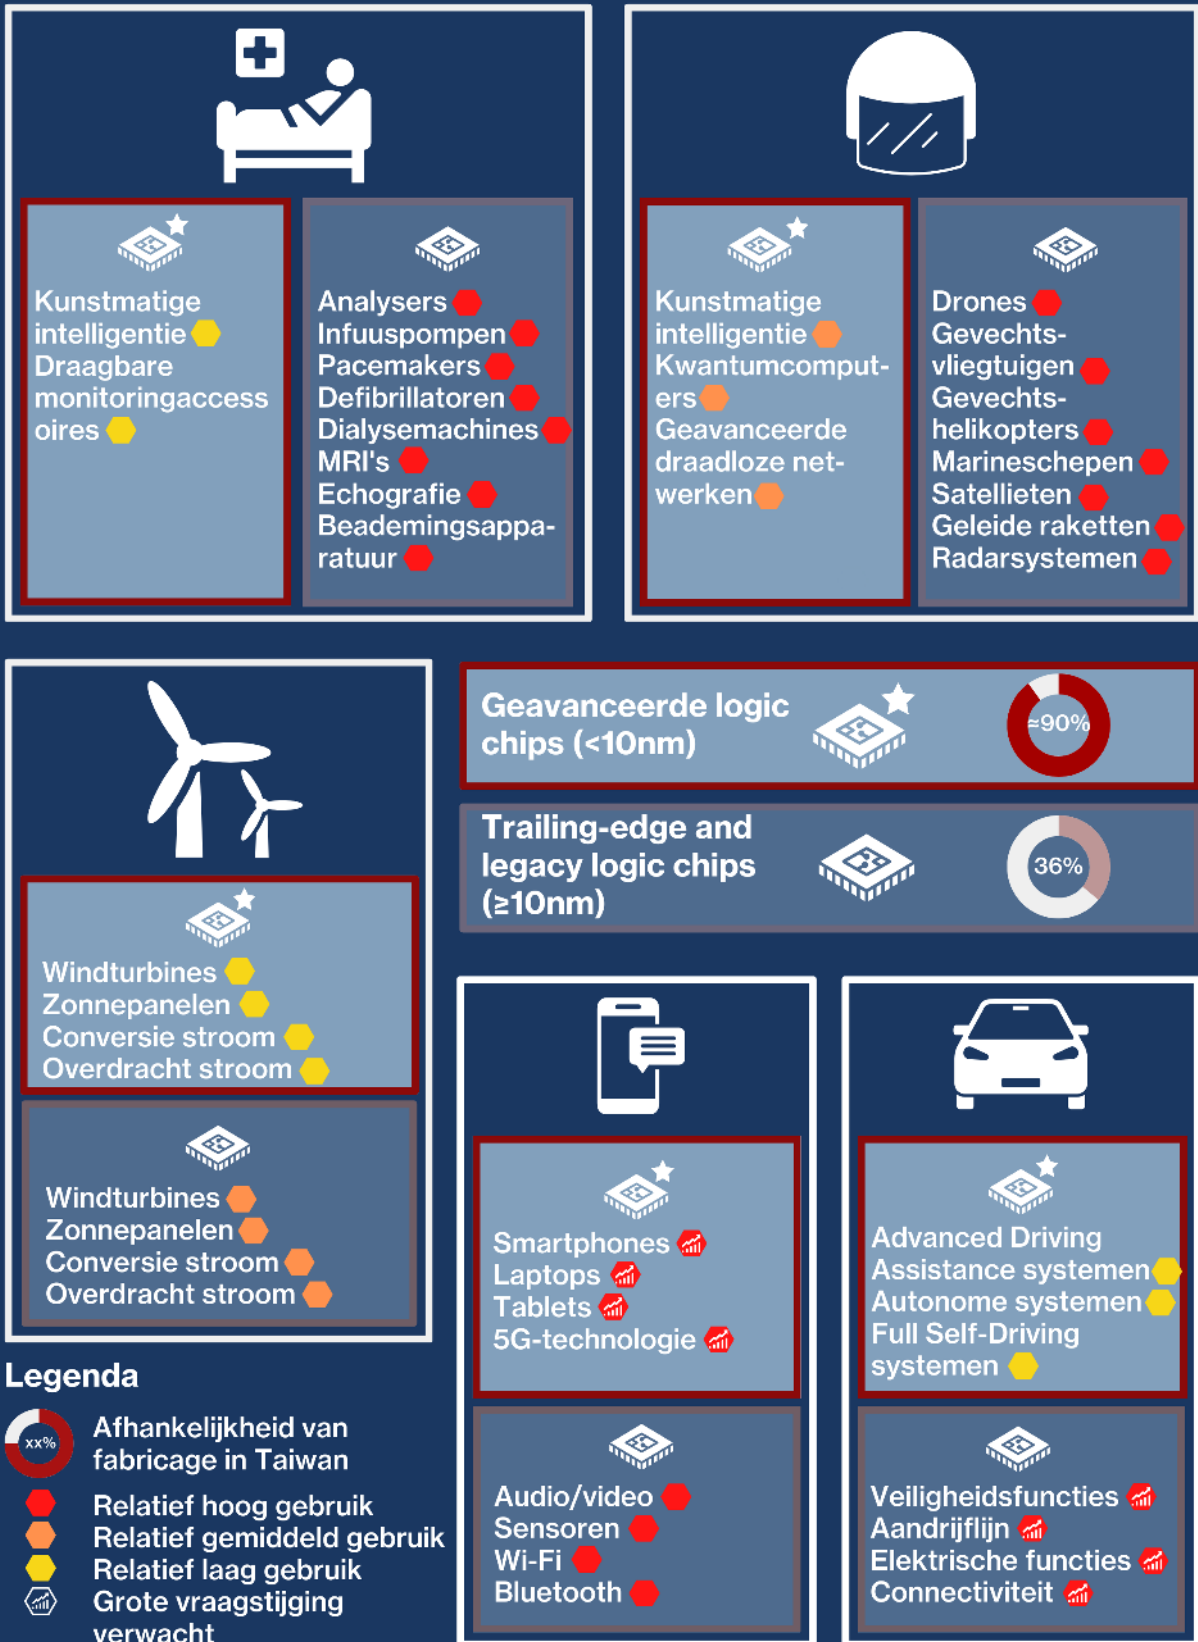 Kunstmatige
intelligentie
Draagbare
monitoringaccess
oires
Analysers
Infuuspompen
Pacemakers
Defibrillatoren
Dialysemachines
MRI's
Echografie
Beademingsappa-
ratuur
Kunstmatige
intelligentie
Kwantumcomput-
ers
Geavanceerde
draadloze net-
werken
Drones
Gevechts-
vliegtuigen
Gevechts-
helikopters
Marineschepen
Satellieten
Geleide raketten
Radarsystemen
Windturbines
Zonnepanelen
Conversie stroom
Overdracht stroom
Windturbines
Zonnepanelen
Conversie stroom
Overdracht stroom
Geavanceerde logic
chips (<10nm)
≈90%
Trailing-edge and
legacy logic chips
(≥10nm)
36%
Smartphones
Laptops
Tablets
5G-technologie
Audio/video
Sensoren
Wi-Fi
Bluetooth
Advanced Driving
Assistance systemen
Autonome systemen
Full Self-Driving
systemen
Veiligheidsfuncties
Aandrijflijn
Elektrische functies
Connectiviteit
Legenda
xx%
Afhankelijkheid van
fabricage in Taiwan
Relatief hoog gebruik
Relatief gemiddeld gebruik
Relatief laag gebruik
Grote vraagstijging
verwacht